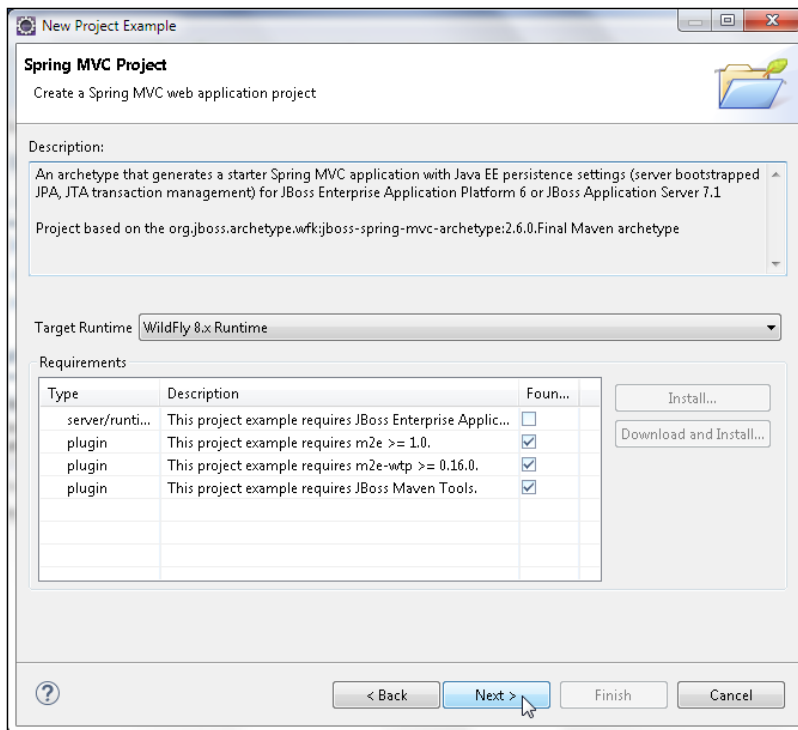 New Project Example
Spring MVC Project
Create a Spring MVC web application project
Description:
An archetype that generates a starter Spring MVC application with Java EE persistence settings (server bootstrapped
JPA, JTA transaction management) for JBoss Enterprise Application Platform 6 or JBoss Application Server 7.1
Project based on the org.jboss.archetype.wfk:jboss-spring-mvc-archetype:2.6.0.Final Maven archetype
Target Runtime WildFly 8.x Runtime
Requirements
Type Description Foun...
server/runti... This project example requires JBoss Enterprise Applic...
Install...
plugin This project example requires m2e >= 1.0.
Download and Install...
plugin This project example requires m2e-wtp >= 0.16.0.
plugin This project example requires JBoss Maven Tools.
? < Back Next > Finish Cancel